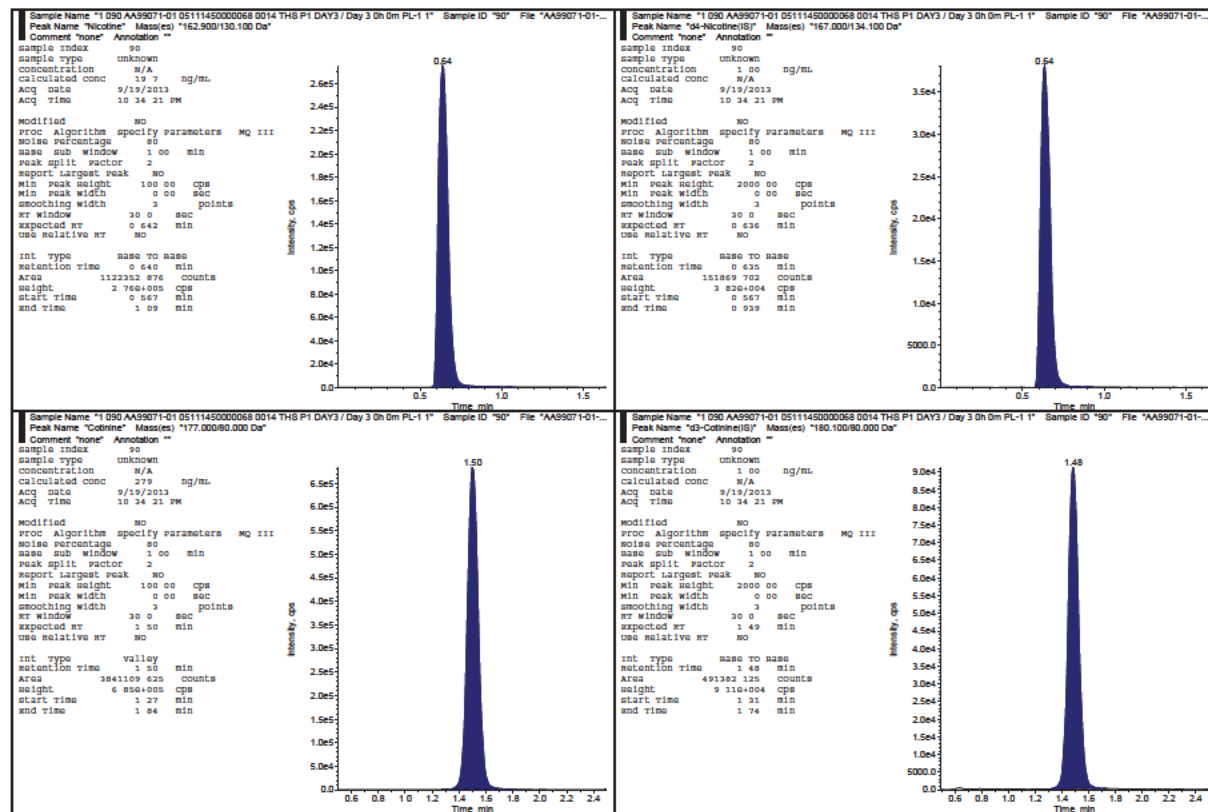 Sample Name "1 090 AA99071-01 05111450000068 0014 THS P1 DAY3 / Day 3 0h 0m PL-1 1" Sample ID "90" File "AA99071-01-...
Peak Name "Nicotine" Mass(es) "162.900/130.100 Da"
Comment "none" Annotation ""
Sample Index 90
Sample Type Unknown
Concentration N/A
Calculated Conc 19 7 ng/mL
Acq Date 9/19/2013
Acq Time 10 34 21 PM
Modified NO
Proc Algorithm Specify Parameters MQ III
Noise Percentage 80
Base Sub Window 1 00 min
Peak Split Factor 2
Report Largest Peak NO
Min Peak Height 100 00 cps
Min Peak Width 0 00 sec
Smoothing Width 3 points
RT Window 30 0 sec
Expected RT 0 642 min
Use Relative RT NO
Int Type Base To Base
Retention Time 0 640 min
Area 1122352 876 counts
Height 2 76e+005 cps
Start Time 0 567 min
End Time 1 09 min
0.64
Intensity, cps
2.6e5
2.4e5
2.2e5
2.0e5
1.8e5
1.6e5
1.4e5
1.2e5
1.0e5
8.0e4
6.0e4
4.0e4
2.0e4
0.0
0.5 1.0 1.5
Time min
Sample Name "1 090 AA99071-01 05111450000068 0014 THS P1 DAY3 / Day 3 0h 0m PL-1 1" Sample ID "90" File "AA99071-01-...
Peak Name "d4-Nicotine(IS)" Mass(es) "167.000/134.100 Da"
Comment "none" Annotation ""
Sample Index 90
Sample Type Unknown
Concentration 1 00 ng/mL
Calculated Conc N/A
Acq Date 9/19/2013
Acq Time 10 34 21 PM
Modified NO
Proc Algorithm Specify Parameters MQ III
Noise Percentage 80
Base Sub Window 1 00 min
Peak Split Factor 2
Report Largest Peak NO
Min Peak Height 2000 00 cps
Min Peak Width 0 00 sec
Smoothing Width 3 points
RT Window 30 0 sec
Expected RT 0 636 min
Use Relative RT NO
Int Type Base To Base
Retention Time 0 635 min
Area 151869 702 counts
Height 3 82e+004 cps
Start Time 0 567 min
End Time 0 939 min
0.64
Intensity, cps
3.5e4
3.0e4
2.5e4
2.0e4
1.5e4
1.0e4
5000.0
0.0
0.5 1.0 1.5
Time min
Sample Name "1 090 AA99071-01 05111450000068 0014 THS P1 DAY3 / Day 3 0h 0m PL-1 1" Sample ID "90" File "AA99071-01-...
Peak Name "Cotinine" Mass(es) "177.000/80.000 Da"
Comment "none" Annotation ""
Sample Index 90
Sample Type Unknown
Concentration N/A
Calculated Conc 279 ng/mL
Acq Date 9/19/2013
Acq Time 10 34 21 PM
Modified NO
Proc Algorithm Specify Parameters MQ III
Noise Percentage 80
Base Sub Window 1 00 min
Peak Split Factor 2
Report Largest Peak NO
Min Peak Height 100 00 cps
Min Peak Width 0 00 sec
Smoothing Width 3 points
RT Window 30 0 sec
Expected RT 1 50 min
Use Relative RT NO
Int Type Valley
Retention Time 1 50 min
Area 3841109 625 counts
Height 6 85e+005 cps
Start Time 1 27 min
End Time 1 84 min
1.50
Intensity, cps
6.5e5
6.0e5
5.5e5
5.0e5
4.5e5
4.0e5
3.5e5
3.0e5
2.5e5
2.0e5
1.5e5
1.0e5
5.0e4
0.0
0.6 0.8 1.0 1.2 1.4 1.6 1.8 2.0 2.2 2.4
Time min
Sample Name "1 090 AA99071-01 05111450000068 0014 THS P1 DAY3 / Day 3 0h 0m PL-1 1" Sample ID "90" File "AA99071-01-...
Peak Name "d3-Cotinine(IS)" Mass(es) "180.100/80.000 Da"
Comment "none" Annotation ""
Sample Index 90
Sample Type Unknown
Concentration 1 00 ng/mL
Calculated Conc N/A
Acq Date 9/19/2013
Acq Time 10 34 21 PM
Modified NO
Proc Algorithm Specify Parameters MQ III
Noise Percentage 80
Base Sub Window 1 00 min
Peak Split Factor 2
Report Largest Peak NO
Min Peak Height 2000 00 cps
Min Peak Width 0 00 sec
Smoothing Width 3 points
RT Window 30 0 sec
Expected RT 1 49 min
Use Relative RT NO
Int Type Base To Base
Retention Time 1 48 min
Area 491382 125 counts
Height 9 11e+004 cps
Start Time 1 31 min
End Time 1 74 min
1.48
Intensity, cps
9.0e4
8.5e4
8.0e4
7.5e4
7.0e4
6.5e4
6.0e4
5.5e4
5.0e4
4.5e4
4.0e4
3.5e4
3.0e4
2.5e4
2.0e4
1.5e4
1.0e4
5000.0
0.0
0.6 0.8 1.0 1.2 1.4 1.6 1.8 2.0 2.2 2.4
Time min